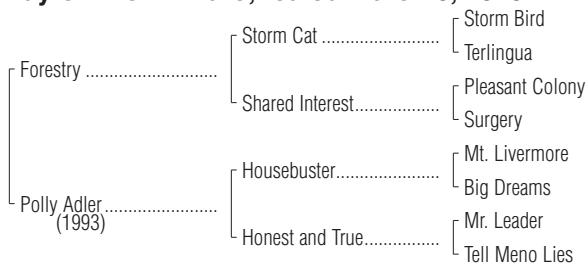 Storm Bird
Storm Cat ........................
Terlingua
Forestry ...........................
Pleasant Colony
Shared Interest.................
Surgery
Mt. Livermore
Housebuster.....................
Big Dreams
Polly Adler.......................
(1993)
Mr. Leader
Honest and True...............
Tell Meno Lies